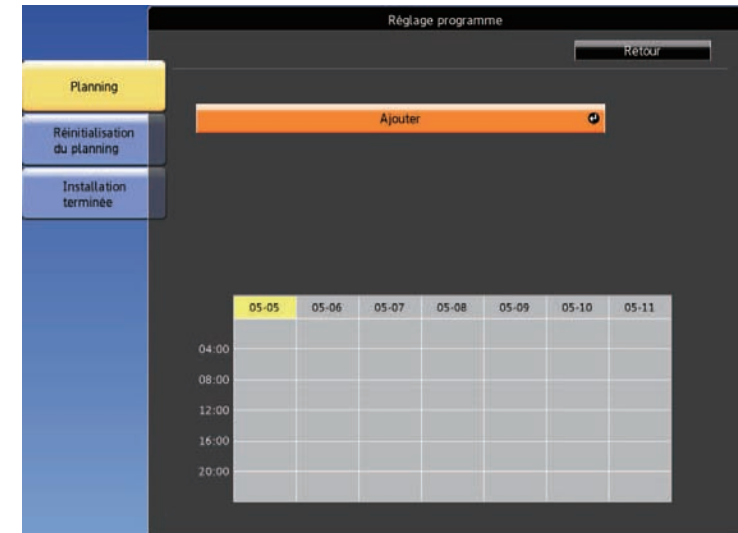 Réglage programme
Retour
Planning
Ajouter
Réinitialisation
du planning
Installation
terminée
05-05 05-06 05-07 05-08 05-09 05-10 05-11
04:00
08:00
12:00
16:00
20:00